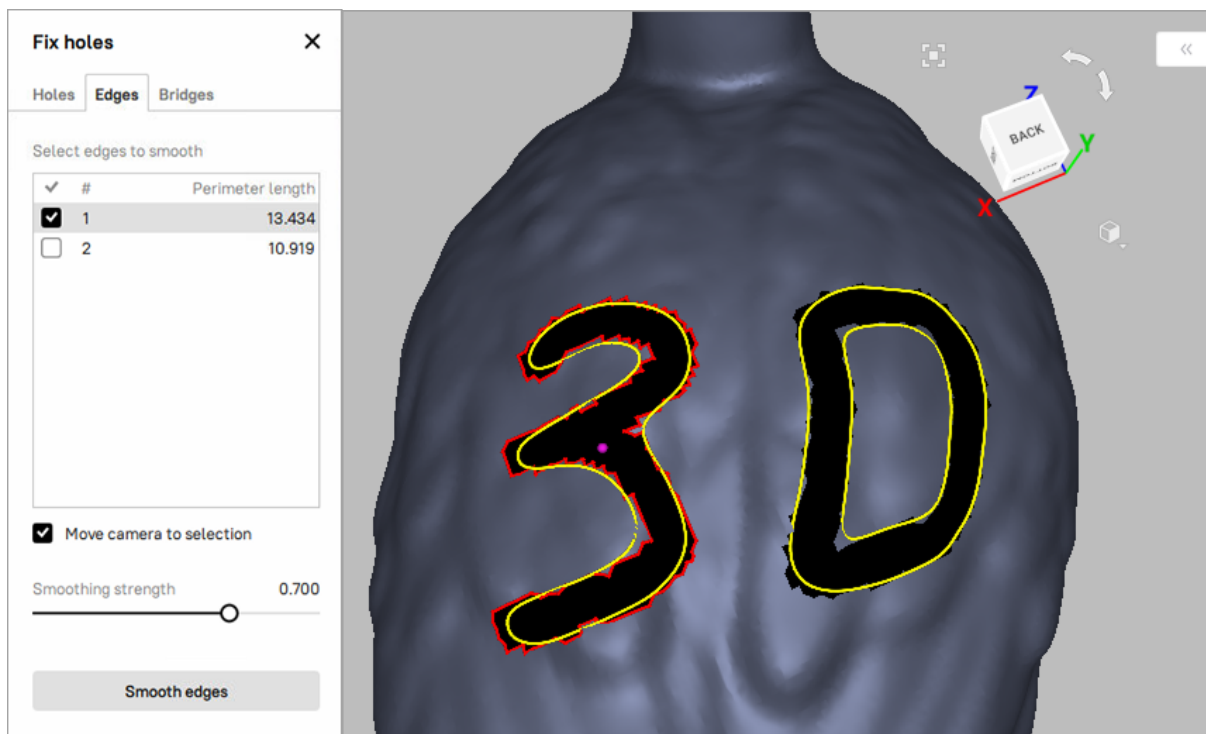 Fix holes
Holes Edges Bridges
Select edges to smooth
# Perimeter length
1 13.434
2 10.919
Move camera to selection
Smoothing strength 0.700
Smooth edges
3D
Z
BACK
Y
BOTTOM
X